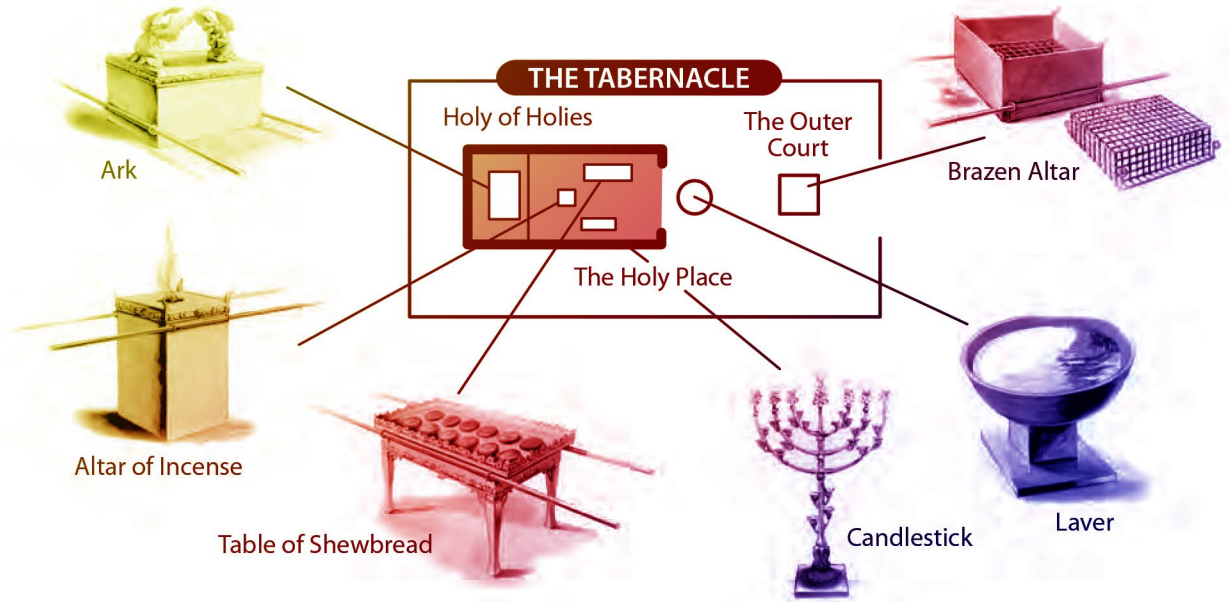 THE TABERNACLE
Holy of Holies
The Outer
Court
Ark
Brazen Altar
The Holy Place
Altar of Incense
Table of Shewbread
Candlestick
Laver